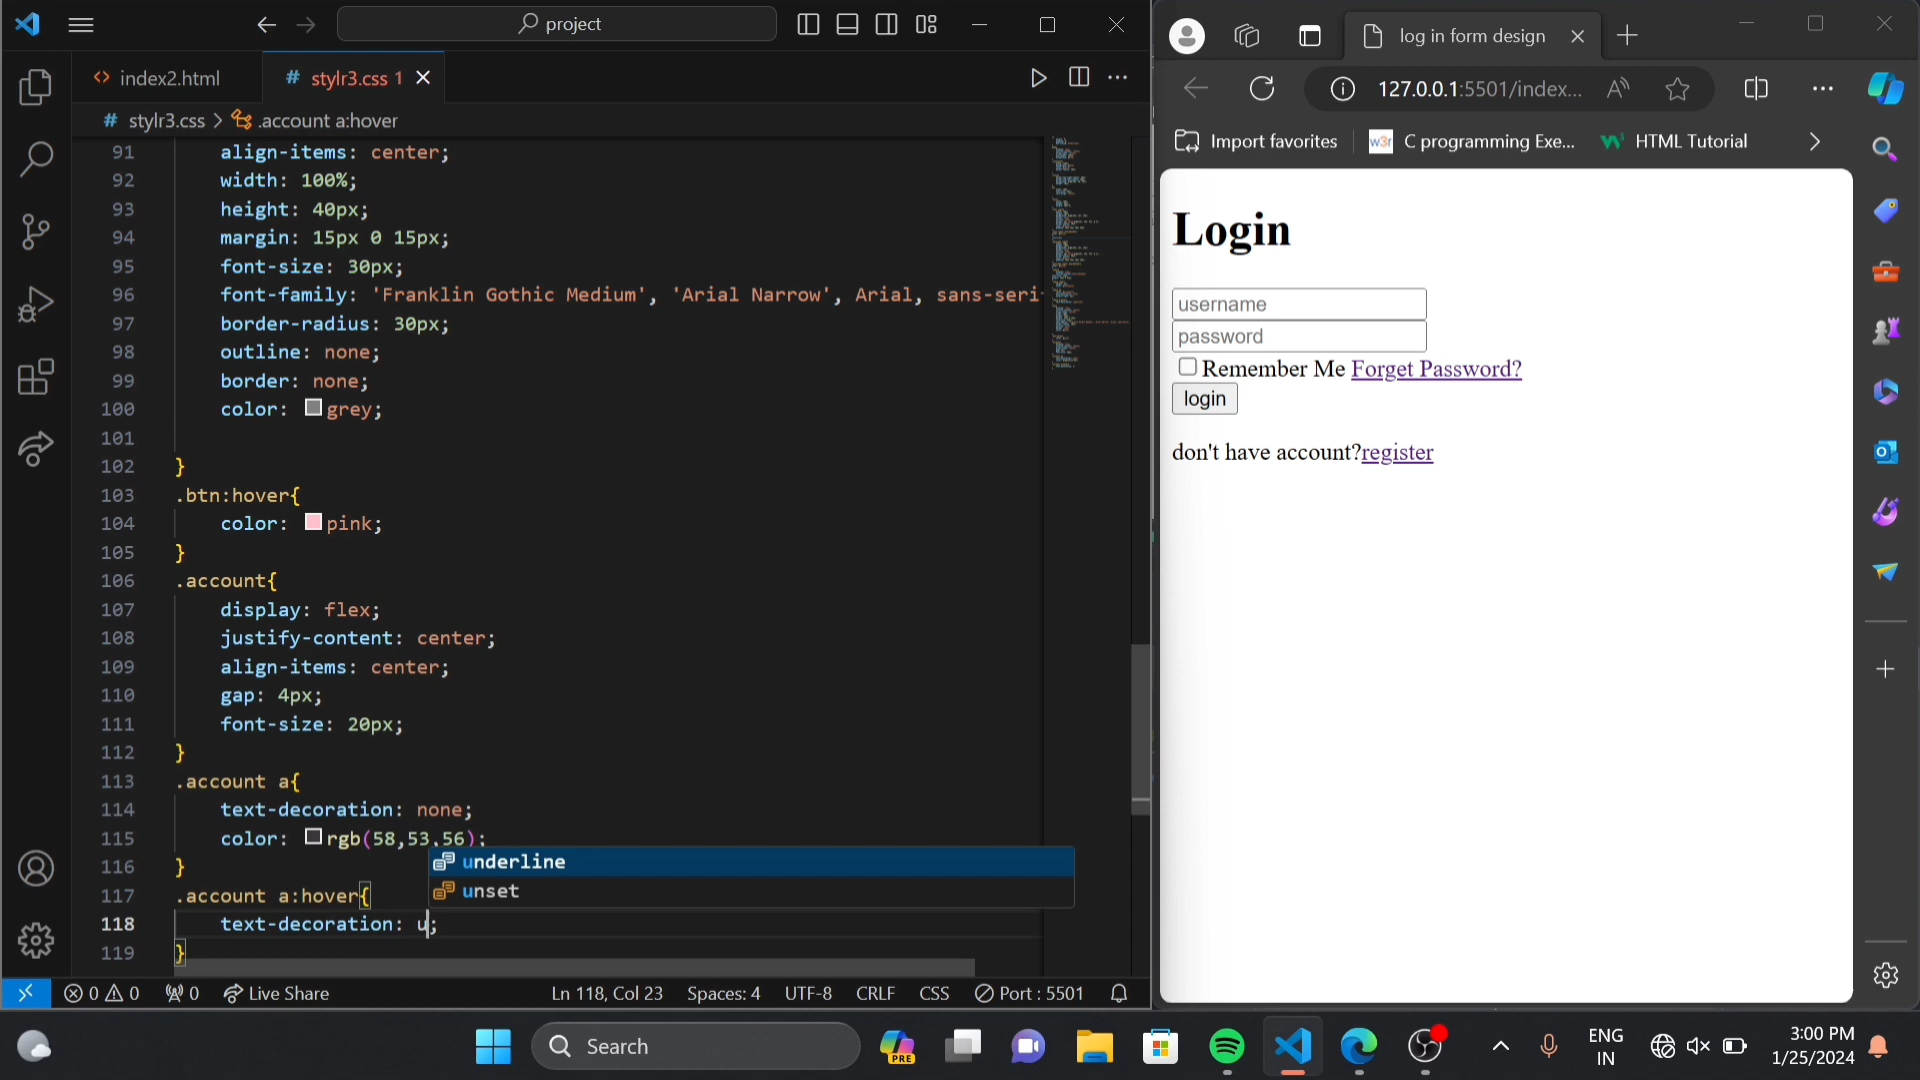 project
index2.html
# stylr3.css 1
# stylr3.css > .account a:hover
91 align-items: center;
92 width: 100%;
93 height: 40px;
94 margin: 15px 0 15px;
95 font-size: 30px;
96 font-family: 'Franklin Gothic Medium', 'Arial Narrow', Arial, sans-seri
97 border-radius: 30px;
98 outline: none;
99 border: none;
100 color: grey;
101
102 }
103 .btn:hover{
104 color: pink;
105 }
106 .account{
107 display: flex;
108 justify-content: center;
109 align-items: center;
110 gap: 4px;
111 font-size: 20px;
112 }
113 .account a{
114 text-decoration: none;
115 color: rgb(58,53,56);
116 }
underline
unset
117 .account a:hover{
118 text-decoration: u;
119 }
0 0 0 Live Share
Ln 118, Col 23 Spaces: 4 UTF-8 CRLF CSS Port : 5501
log in form design
127.0.0.1:5501/index...
Import favorites
w3r C programming Exe...
HTML Tutorial
Login
username
password
Remember Me Forget Password?
login
don't have account?register
Search
PRE
ENG
IN
3:00 PM
1/25/2024